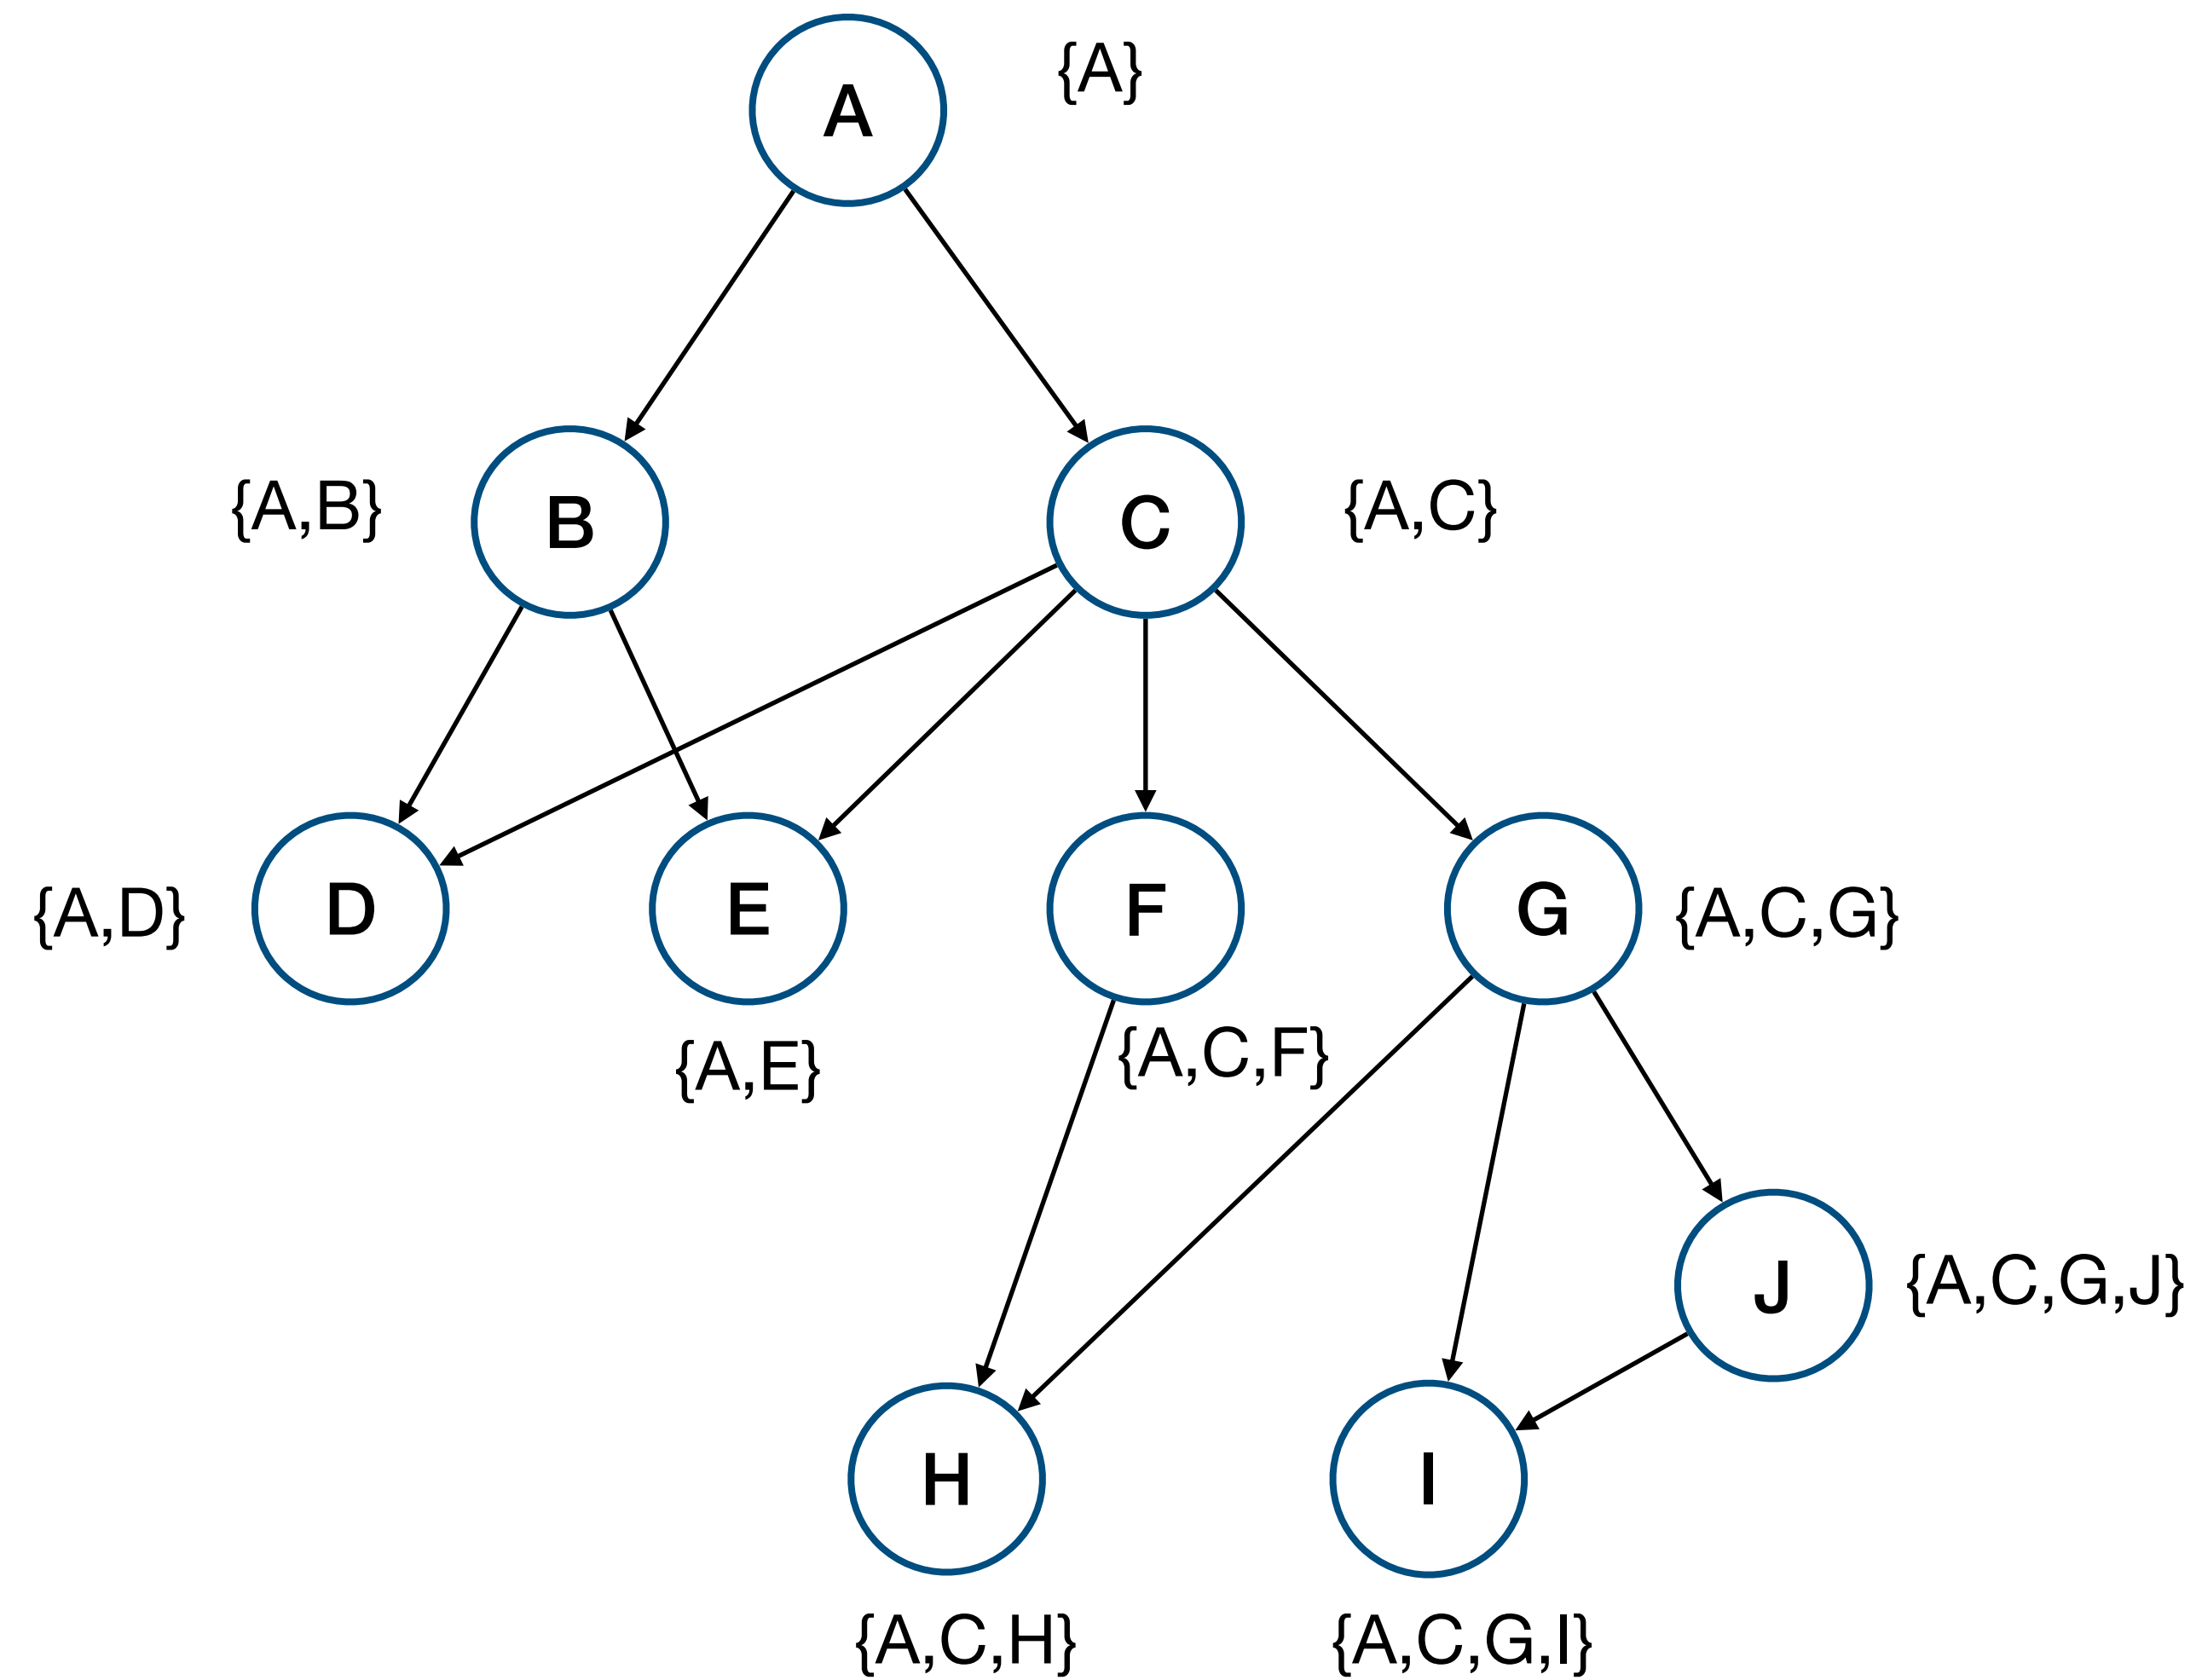 A
{A}
{A,B}
B
C
{A,C}
{A,D}
D
E
F
G
{A,C,G}
{A,E}
{A,C,F}
J
{A,C,G,J}
H
I
{A,C,H}
{A,C,G,I}